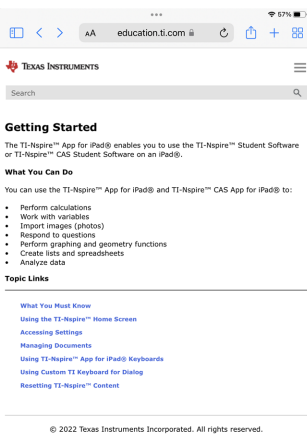 57%
AA education.ti.com
TEXAS INSTRUMENTS
Search
Getting Started
The TI-Nspire™ App for iPad® enables you to use the TI-Nspire™ Student Software
or TI-Nspire™ CAS Student Software on an iPad®.
What You Can Do
You can use the TI-Nspire™ App for iPad® and TI-Nspire™ CAS App for iPad® to:
• Perform calculations
• Work with variables
• Import images (photos)
• Respond to questions
• Perform graphing and geometry functions
• Create lists and spreadsheets
• Analyze data
Topic Links
What You Must Know
Using the TI-Nspire™ Home Screen
Accessing Settings
Managing Documents
Using TI-Nspire™ App for iPad® Keyboards
Using Custom TI Keyboard for Dialog
Resetting TI-Nspire™ Content
© 2022 Texas Instruments Incorporated. All rights reserved.